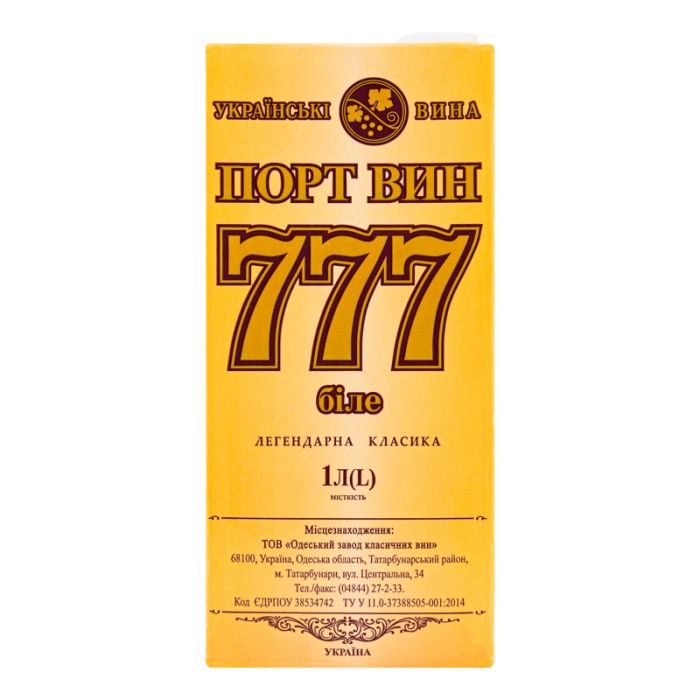 УКРАЇНСЬКІ ВИНА
ПОРТ ВИН
777
біле
ЛЕГЕНДАРНА КЛАСИКА
1Л(L)
МІСТКІСТЬ
Місцезнаходження:
ТОВ «Одеський завод класичних вин»
68100, Україна, Одеська область, Татарбунарський район,
м. Татарбунари, вул. Центральна, 34
Тел./факс: (04844) 27-2-33.
Код ЄДРПОУ 38534742 ТУ У 11.0-37388505-001:2014
УКРАЇНА